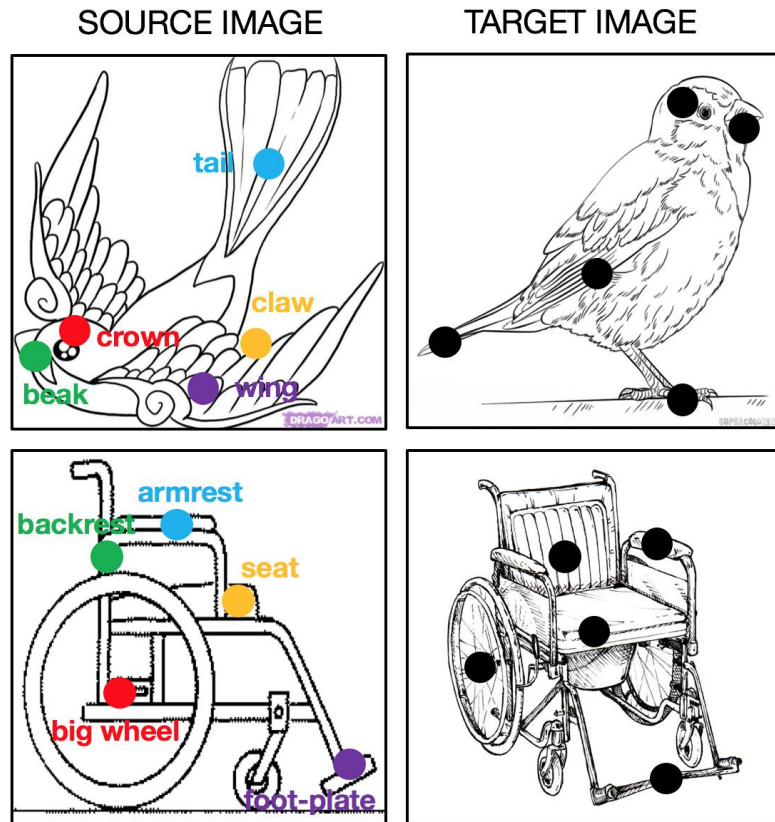 SOURCE IMAGE
TARGET IMAGE
tail
claw
crown
wing
beak
DRAGOART.COM
armrest
backrest
seat
big wheel
foot-plate